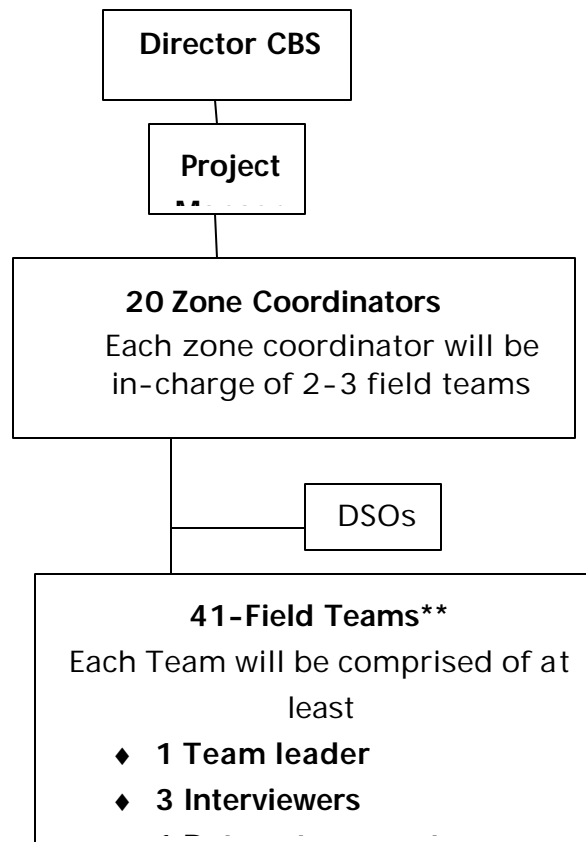 Director CBS
Project
20 Zone Coordinators
Each zone coordinator will be
in-charge of 2-3 field teams
DSOs
41-Field Teams**
Each Team will be comprised of at
least
♦ 1 Team leader
♦ 3 Interviewers